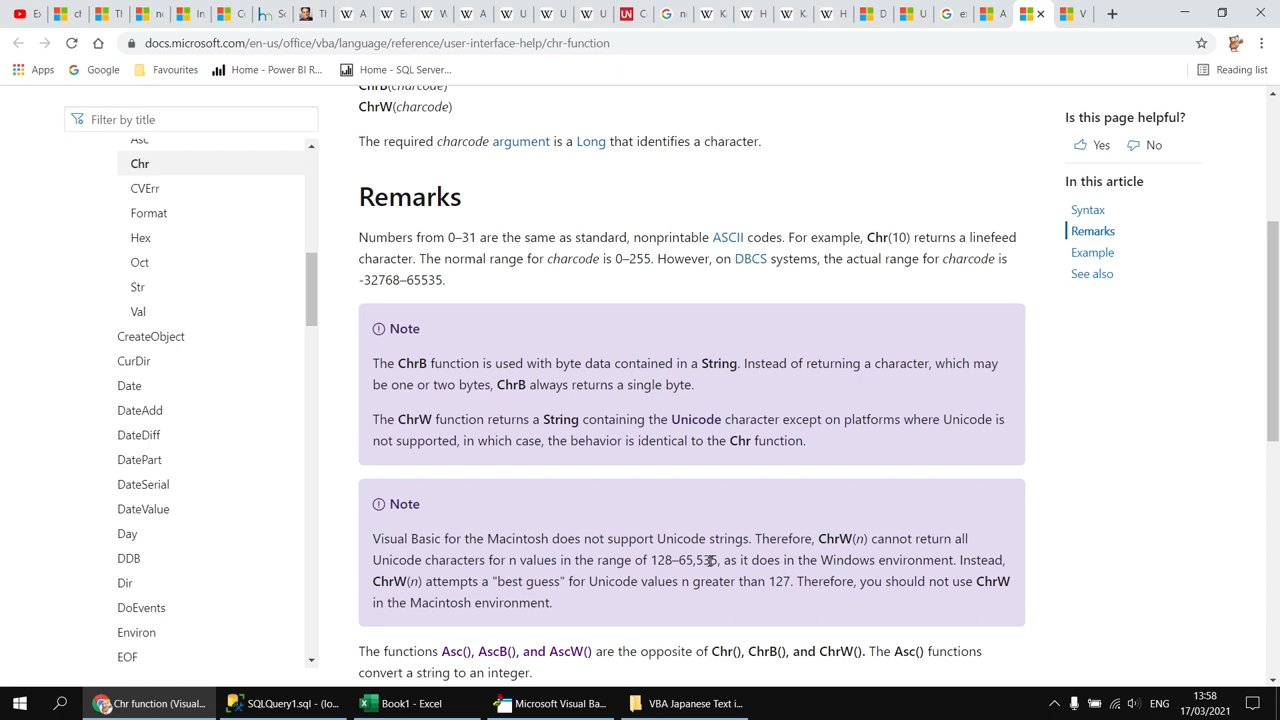 Es
ch
Th
no
In
Co
Sc
Th
A
Ee
W
A
U
U
U
C
n
K
K
H
D
U
e
A
V
docs.microsoft.com/en-us/office/vba/language/reference/user-interface-help/chr-function
Apps
Google
Favourites
Home - Power BI R...
Home - SQL Server...
Reading list
Filter by title
Asc
Chr
CVErr
Format
Hex
Oct
Str
Val
CreateObject
CurDir
Date
DateAdd
DateDiff
DatePart
DateSerial
DateValue
Day
DDB
Dir
DoEvents
Environ
EOF
ChrB(charcode)
ChrW(charcode)
The required charcode argument is a Long that identifies a character.
Remarks
Numbers from 0–31 are the same as standard, nonprintable ASCII codes. For example, Chr(10) returns a linefeed
character. The normal range for charcode is 0–255. However, on DBCS systems, the actual range for charcode is
-32768–65535.
Note
The ChrB function is used with byte data contained in a String. Instead of returning a character, which may
be one or two bytes, ChrB always returns a single byte.
The ChrW function returns a String containing the Unicode character except on platforms where Unicode is
not supported, in which case, the behavior is identical to the Chr function.
Note
Visual Basic for the Macintosh does not support Unicode strings. Therefore, ChrW(n) cannot return all
Unicode characters for n values in the range of 128–65,535, as it does in the Windows environment. Instead,
ChrW(n) attempts a "best guess" for Unicode values n greater than 127. Therefore, you should not use ChrW
in the Macintosh environment.
The functions Asc(), AscB(), and AscW() are the opposite of Chr(), ChrB(), and ChrW(). The Asc() functions
convert a string to an integer.
Is this page helpful?
Yes
No
In this article
Syntax
Remarks
Example
See also
Chr function (Visual...
SQLQuery1.sql - (lo...
Book1 - Excel
Microsoft Visual Ba...
VBA Japanese Text i...
ENG
13:58
17/03/2021